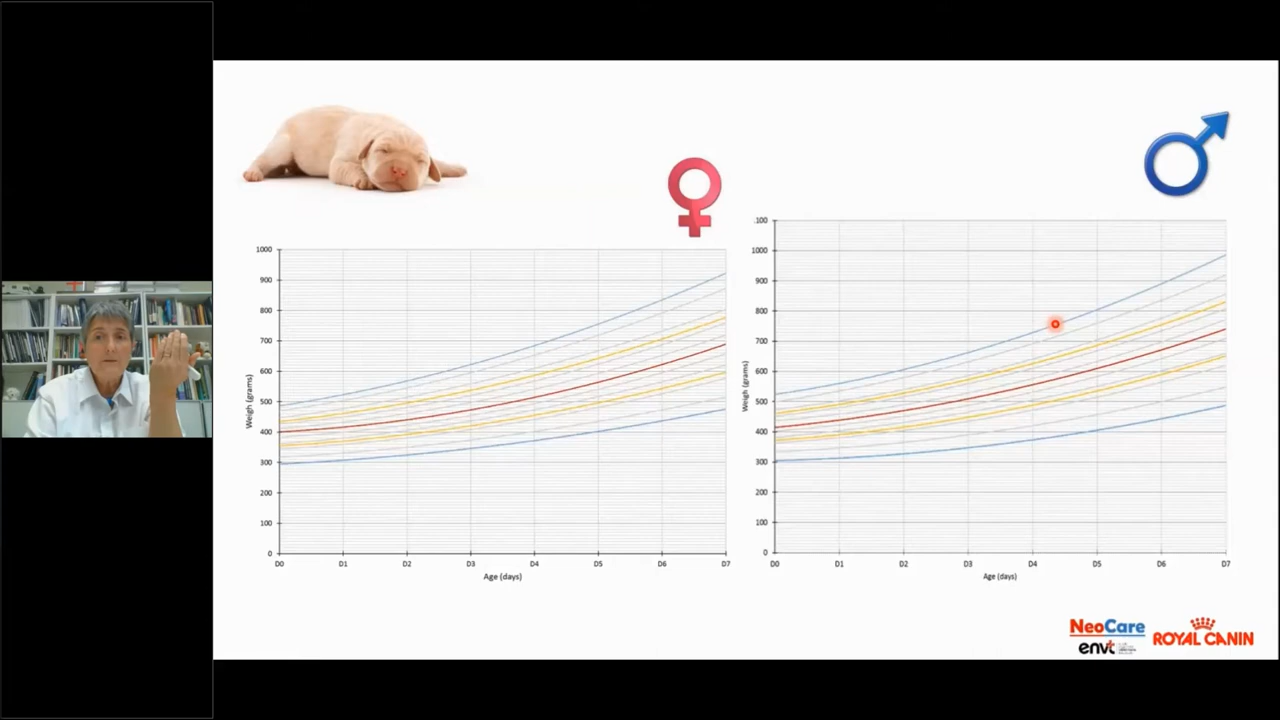 1000
900
800
700
600
500
400
300
200
100
0
Weigh (grams)
D0 D1 D2 D3 D4 D5 D6 D7
Age (days)
.100
1000
900
800
700
600
500
400
300
200
100
0
Weigh (grams)
D0 D1 D2 D3 D4 D5 D6 D7
Age (days)
NeoCare
envt
ROYAL CANIN